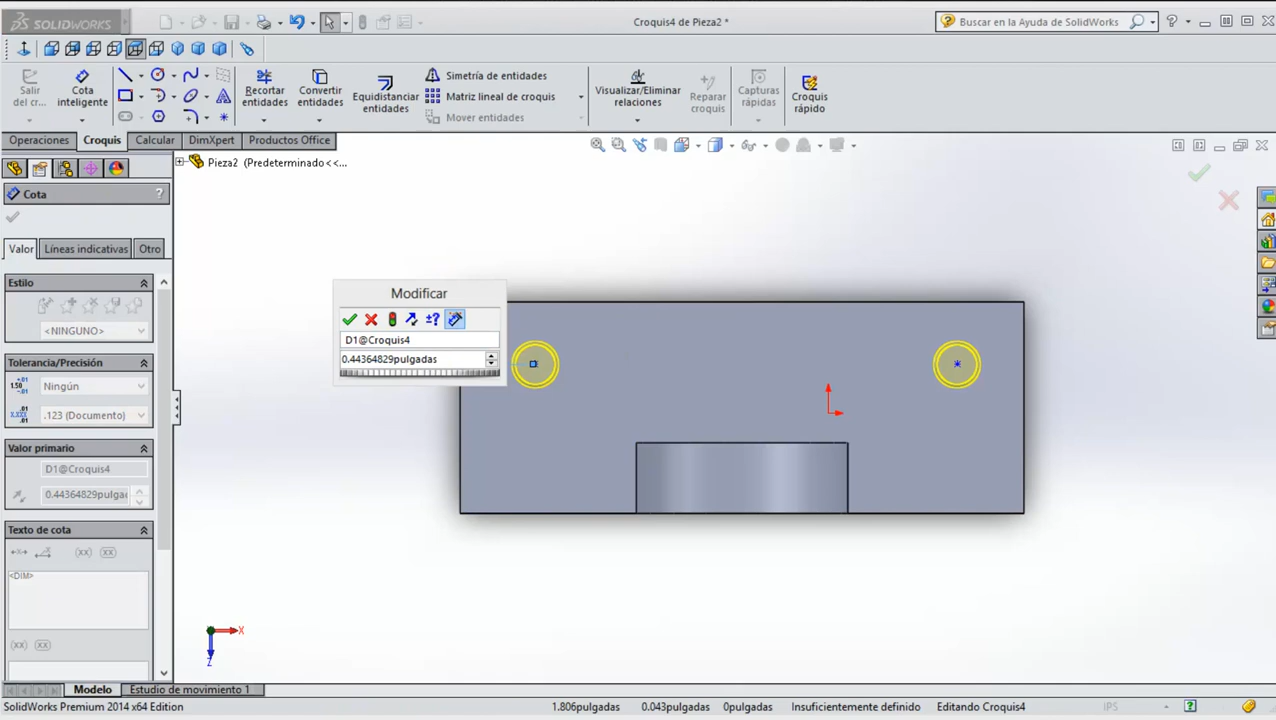 SOLIDWORKS
Croquis4 de Pieza2 *
Buscar en la Ayuda de SolidWorks
Salir del cr...
Cota inteligente
Recortar entidades
Convertir entidades
Equidistanciar entidades
Simetría de entidades
Matriz lineal de croquis
Mover entidades
Visualizar/Eliminar relaciones
Reparar croquis
Capturas rápidas
Croquis rápido
Operaciones
Croquis
Calcular
DimXpert
Productos Office
Pieza2 (Predeterminado<<...
Cota
?
Valor
Líneas indicativas
Otro
Estilo
<NINGUNO>
Tolerancia/Precisión
Ningún
.123 (Documento)
Valor primario
D1@Croquis4
0.44364829pulgad
Texto de cota
<DIM>
Modificar
D1@Croquis4
0.44364829pulgadas
X
Z
Modelo
Estudio de movimiento 1
SolidWorks Premium 2014 x64 Edition
1.806pulgadas
0.043pulgadas
0pulgadas
Insuficientemente definido
Editando Croquis4
IPS